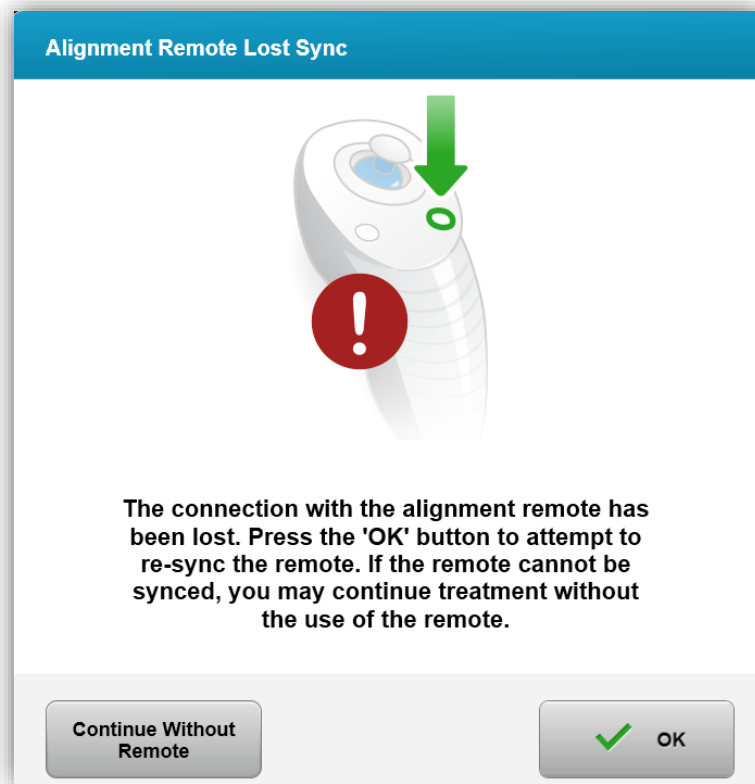 Alignment Remote Lost Sync
The connection with the alignment remote has
been lost. Press the 'OK' button to attempt to
re-sync the remote. If the remote cannot be
synced, you may continue treatment without
the use of the remote.
Continue Without
Remote
OK